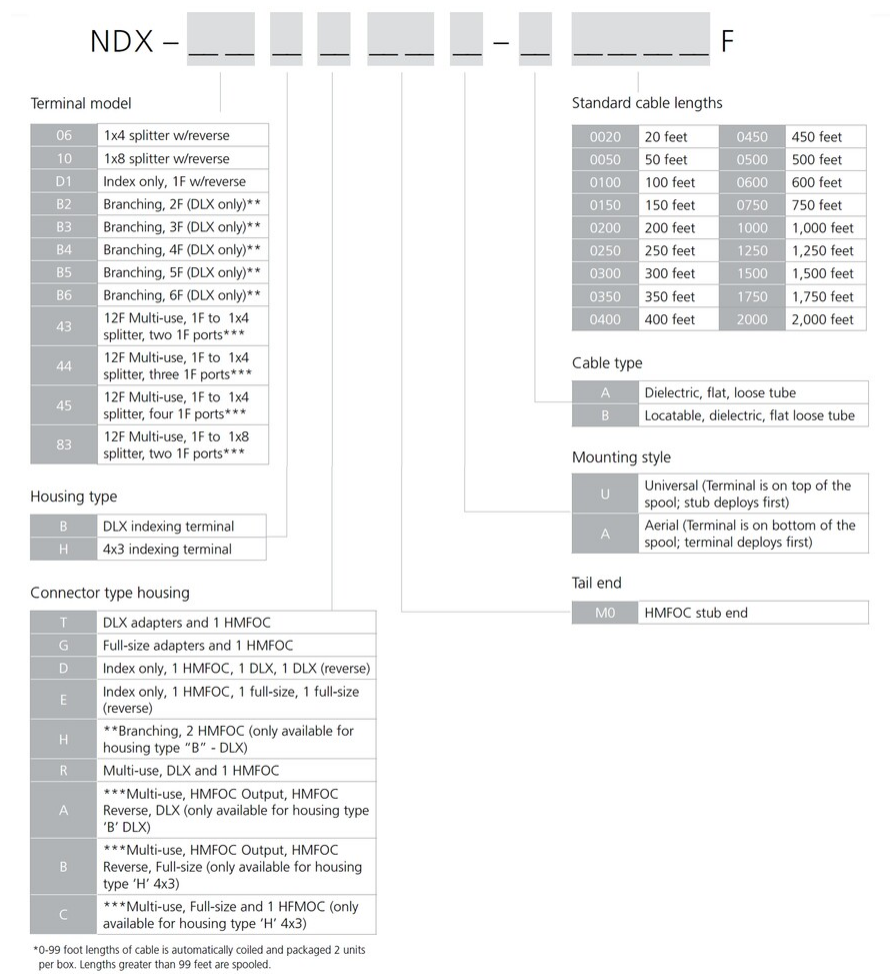 NDX – __ __ __ __ __ __ __ – __ __ __ __ __ F
Terminal model
06 1x4 splitter w/reverse
10 1x8 splitter w/reverse
D1 Index only, 1F w/reverse
B2 Branching, 2F (DLX only)**
B3 Branching, 3F (DLX only)**
B4 Branching, 4F (DLX only)**
B5 Branching, 5F (DLX only)**
B6 Branching, 6F (DLX only)**
43 12F Multi-use, 1F to 1x4
splitter, two 1F ports***
44 12F Multi-use, 1F to 1x4
splitter, three 1F ports***
45 12F Multi-use, 1F to 1x4
splitter, four 1F ports***
83 12F Multi-use, 1F to 1x8
splitter, two 1F ports***
Housing type
B DLX indexing terminal
H 4x3 indexing terminal
Connector type housing
T DLX adapters and 1 HMFOC
G Full-size adapters and 1 HMFOC
D Index only, 1 HMFOC, 1 DLX, 1 DLX (reverse)
E Index only, 1 HMFOC, 1 full-size, 1 full-size
(reverse)
H **Branching, 2 HMFOC (only available for
housing type "B" - DLX)
R Multi-use, DLX and 1 HMFOC
A ***Multi-use, HMFOC Output, HMFOC
Reverse, DLX (only available for housing type
'B' DLX)
B ***Multi-use, HMFOC Output, HMFOC
Reverse, Full-size (only available for housing
type 'H' 4x3)
C ***Multi-use, Full-size and 1 HFMOC (only
available for housing type 'H' 4x3)
*0-99 foot lengths of cable is automatically coiled and packaged 2 units
per box. Lengths greater than 99 feet are spooled.
Standard cable lengths
0020 20 feet 0450 450 feet
0050 50 feet 0500 500 feet
0100 100 feet 0600 600 feet
0150 150 feet 0750 750 feet
0200 200 feet 1000 1,000 feet
0250 250 feet 1250 1,250 feet
0300 300 feet 1500 1,500 feet
0350 350 feet 1750 1,750 feet
0400 400 feet 2000 2,000 feet
Cable type
A Dielectric, flat, loose tube
B Locatable, dielectric, flat loose tube
Mounting style
U Universal (Terminal is on top of the
spool; stub deploys first)
A Aerial (Terminal is on bottom of the
spool; terminal deploys first)
Tail end
M0 HMFOC stub end